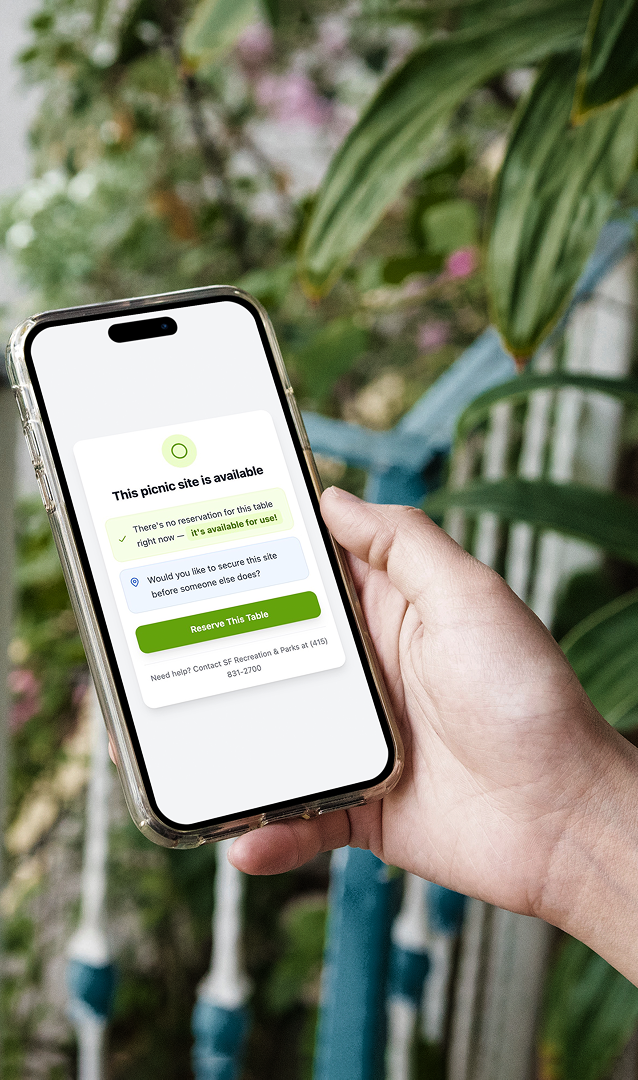 This picnic site is available
There's no reservation for this table
right now — it's available for use!
Would you like to secure this site
before someone else does?
Reserve This Table
Need help? Contact SF Recreation & Parks at (415)
831-2700